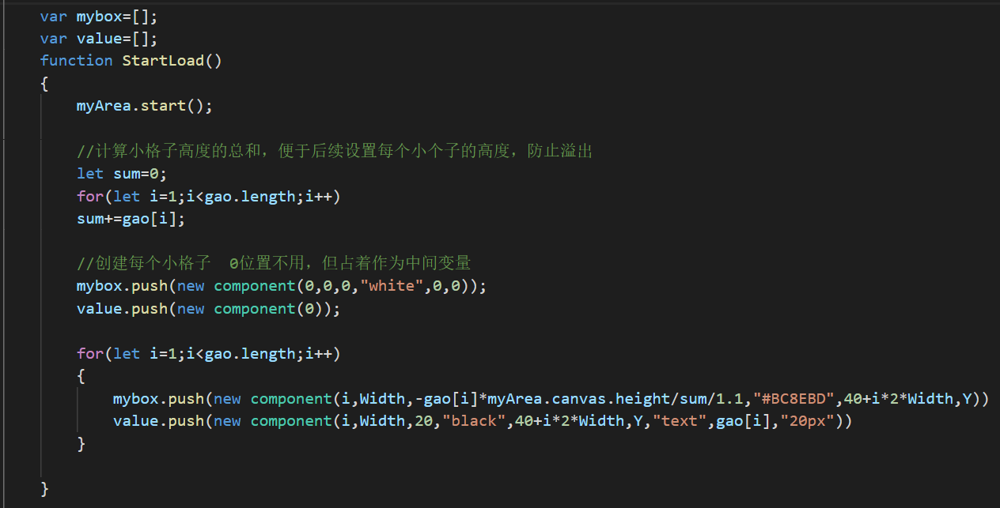 var mybox=[];
var value=[];
function StartLoad()
{
myArea.start();
//计算小格子高度的总和，便于后续设置每个小个子的高度，防止溢出
let sum=0;
for(let i=1;i<gao.length;i++)
sum+=gao[i];
//创建每个小格子  0位置不用，但占着作为中间变量
mybox.push(new component(0,0,0,"white",0,0));
value.push(new component(0));
for(let i=1;i<gao.length;i++)
{
mybox.push(new component(i,Width,-gao[i]*myArea.canvas.height/sum/1.1,"#BC8EBD",40+i*2*Width,Y))
value.push(new component(i,Width,20,"black",40+i*2*Width,Y,"text",gao[i],"20px"))
}
}